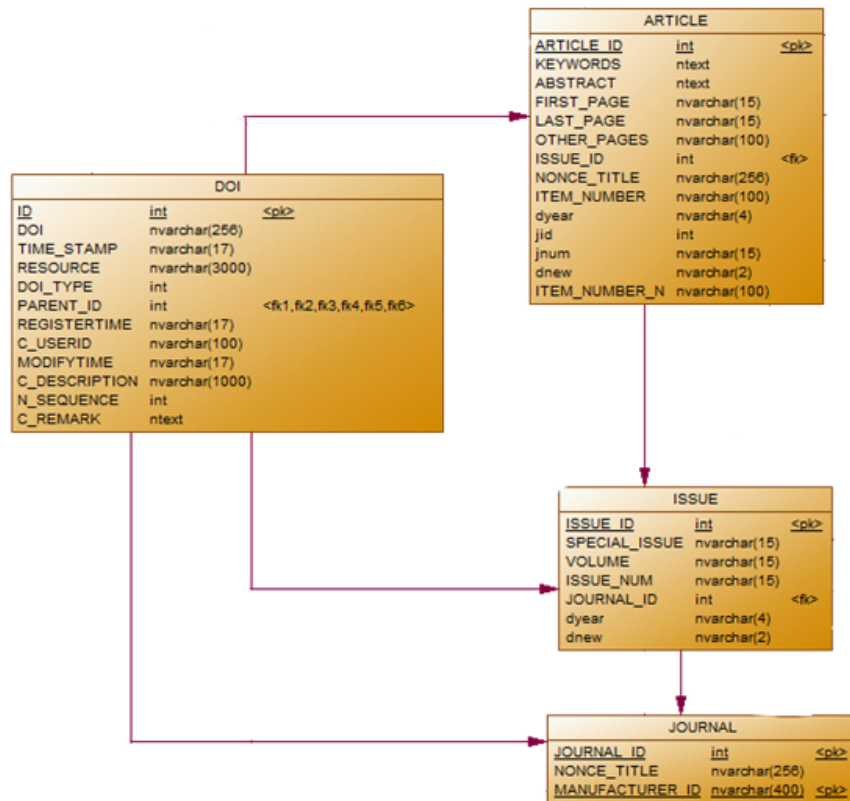 ARTICLE
ARTICLE_ID int <pk>
KEYWORDS ntext
ABSTRACT ntext
FIRST_PAGE nvarchar(15)
LAST_PAGE nvarchar(15)
OTHER_PAGES nvarchar(100)
ISSUE_ID int <fk>
NONCE_TITLE nvarchar(256)
ITEM_NUMBER nvarchar(100)
dyear nvarchar(4)
jid int
jnum nvarchar(15)
dnew nvarchar(2)
ITEM_NUMBER_N nvarchar(100)
DOI
ID int <pk>
DOI nvarchar(256)
TIME_STAMP nvarchar(17)
RESOURCE nvarchar(3000)
DOI_TYPE int
PARENT_ID int <fk1,fk2,fk3,fk4,fk5,fk6>
REGISTERTIME nvarchar(17)
C_USERID nvarchar(100)
MODIFYTIME nvarchar(17)
C_DESCRIPTION nvarchar(1000)
N_SEQUENCE int
C_REMARK ntext
ISSUE
ISSUE_ID int <pk>
SPECIAL_ISSUE nvarchar(15)
VOLUME nvarchar(15)
ISSUE_NUM nvarchar(15)
JOURNAL_ID int <fk>
dyear nvarchar(4)
dnew nvarchar(2)
JOURNAL
JOURNAL_ID int <pk>
NONCE_TITLE nvarchar(256)
MANUFACTURER_ID nvarchar(400) <pk>